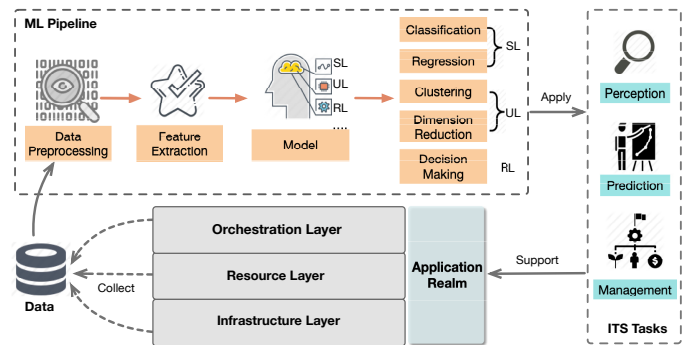 ML Pipeline
SL
UL
RL
....
Data
Preprocessing
Feature
Extraction
Model
Classification
Regression
SL
Clustering
Dimension
Reduction
UL
Decision
Making
RL
Apply
Perception
Prediction
Management
ITS Tasks
Support
Orchestration Layer
Resource Layer
Infrastructure Layer
Application
Realm
Collect
Data